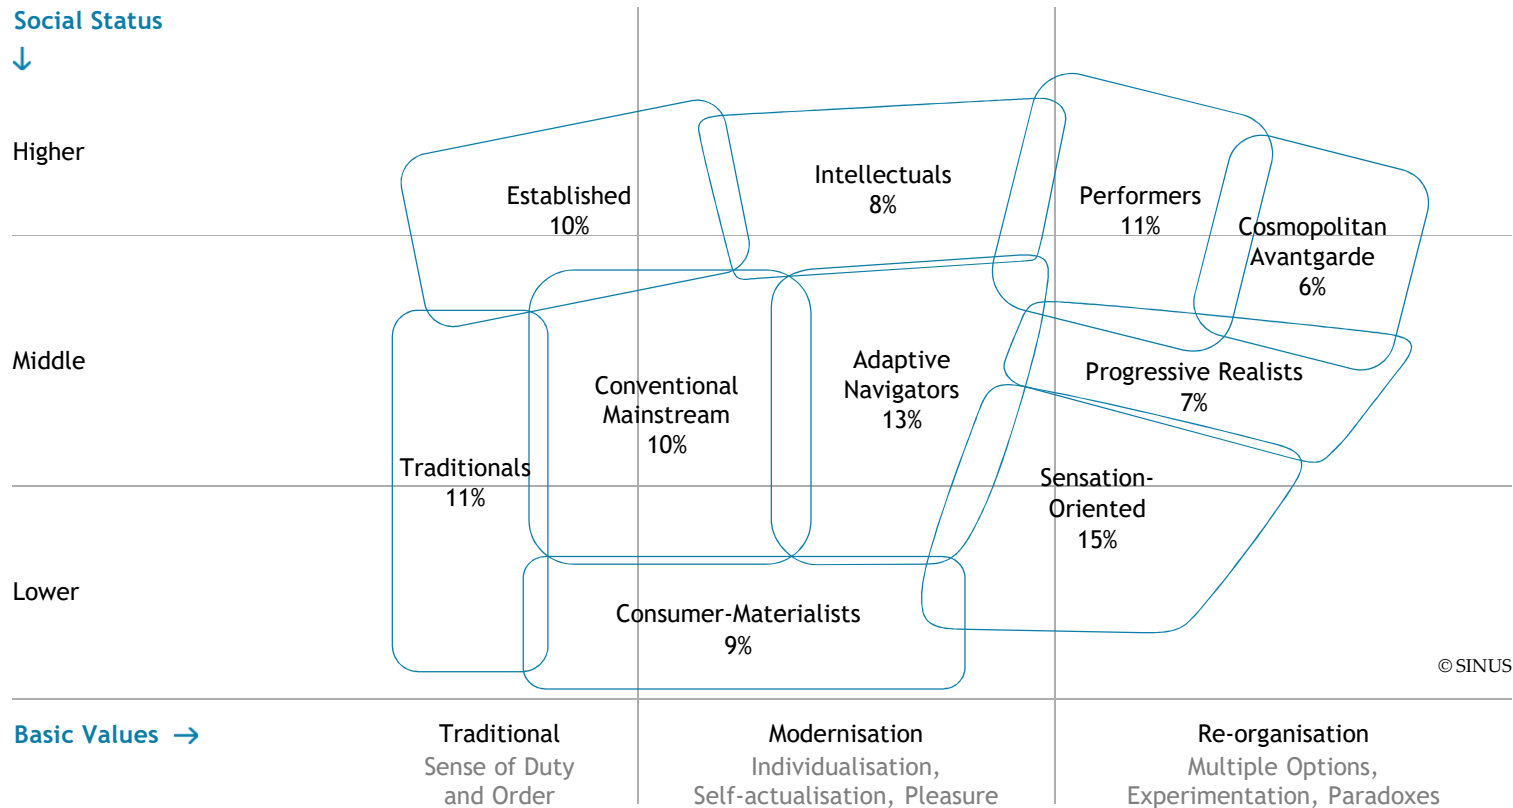 Social Status
↓
Higher
Established
10%
Intellectuals
8%
Performers
11%
Cosmopolitan
Avantgarde
6%
Middle
Traditionals
11%
Conventional
Mainstream
10%
Adaptive
Navigators
13%
Progressive Realists
7%
Sensation-
Oriented
15%
Lower
Consumer-Materialists
9%
© SINUS
Basic Values →
Traditional
Sense of Duty
and Order
Modernisation
Individualisation,
Self-actualisation, Pleasure
Re-organisation
Multiple Options,
Experimentation, Paradoxes